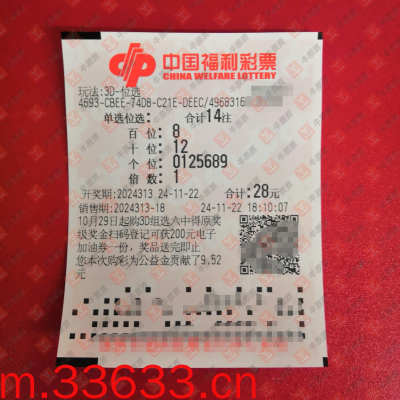 中国福利彩票
CHINA WELFARE LOTTERY
玩法:3D-位选
4693-CBEE-74D8-C21E-DEEC/4968316
单选位选: 合计14注
百位: 8
十位: 12
个位: 0125689
倍数: 1
开奖期:2024313 24-11-22 合计:28元
销售期:2024313-18 24-11-22 18:10:07
10月29日起购3D组选六中得原奖
级奖金扫码登记可获200元电子
加油券一份，奖品送完即止
您本次购彩为公益金贡献了9.52
元
m.33633.cn